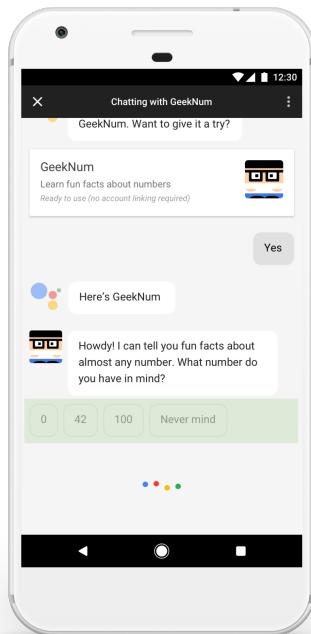 12:30
Chatting with GeekNum
GeekNum. Want to give it a try?
GeekNum
Learn fun facts about numbers
Ready to use (no account linking required)
Yes
Here's GeekNum
Howdy! I can tell you fun facts about
almost any number. What number do
you have in mind?
0 42 100 Never mind